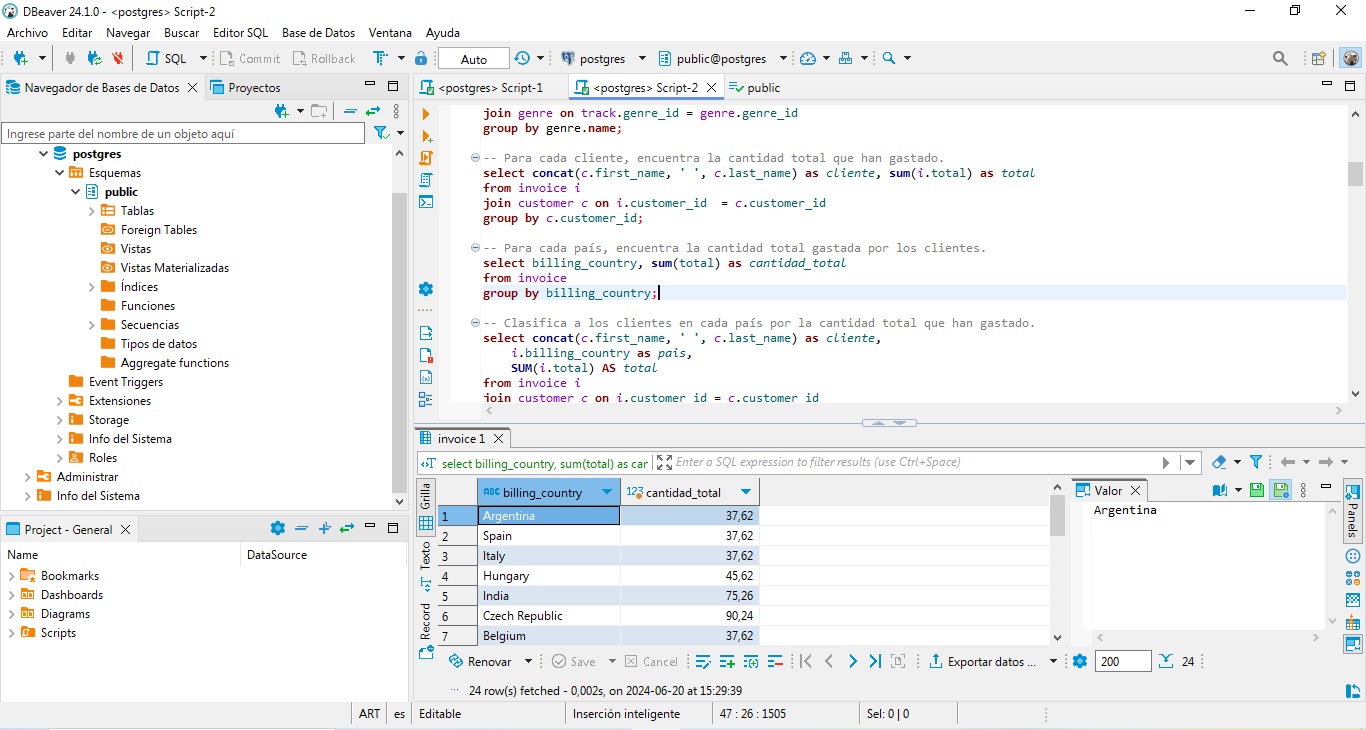 DBeaver 24.1.0 - <postgres> Script-2
Archivo Editar Navegar Buscar Editor SQL Base de Datos Ventana Ayuda
SQL Commit Rollback Auto postgres public@postgres
Navegador de Bases de Datos Proyectos
Ingrese parte del nombre de un objeto aquí
postgres
Esquemas
public
Tablas
Foreign Tables
Vistas
Vistas Materializadas
Índices
Funciones
Secuencias
Tipos de datos
Aggregate functions
Event Triggers
Extensiones
Storage
Info del Sistema
Roles
Administrar
Info del Sistema
Project - General
Name DataSource
Bookmarks
Dashboards
Diagrams
Scripts
<postgres> Script-1 <postgres> Script-2 public
join genre on track.genre_id = genre.genre_id
group by genre.name;
-- Para cada cliente, encuentra la cantidad total que han gastado.
select concat(c.first_name, ' ', c.last_name) as cliente, sum(i.total) as total
from invoice i
join customer c on i.customer_id  = c.customer_id
group by c.customer_id;
-- Para cada país, encuentra la cantidad total gastada por los clientes.
select billing_country, sum(total) as cantidad_total
from invoice
group by billing_country;
-- Clasifica a los clientes en cada país por la cantidad total que han gastado.
select concat(c.first_name, ' ', c.last_name) as cliente,
i.billing_country as pais,
SUM(i.total) AS total
from invoice i
join customer c on i.customer_id = c.customer_id
invoice 1
select billing_country, sum(total) as car Enter a SQL expression to filter results (use Ctrl+Space)
Grilla
Texto
Record
ABC billing_country 123 cantidad_total
1 Argentina 37,62
2 Spain 37,62
3 Italy 37,62
4 Hungary 45,62
5 India 75,26
6 Czech Republic 90,24
7 Belgium 37,62
Valor
Argentina
Panels
Renovar Save Cancel Exportar datos ... 200 24
24 row(s) fetched - 0,002s, on 2024-06-20 at 15:29:39
ART es Editable Inserción inteligente 47 : 26 : 1505 Sel: 0 | 0